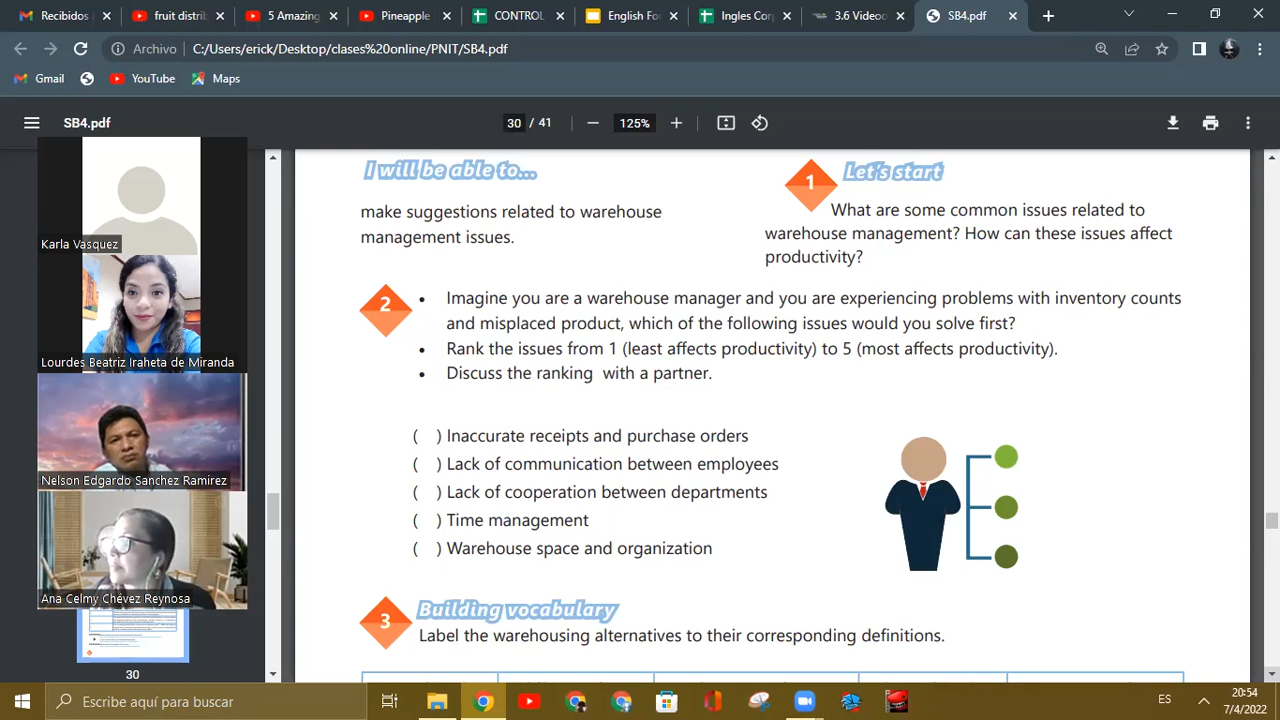 Recibidos (
fruit distrib
5 Amazing
Pineapple
CONTROL
English Fo
Ingles Cor
3.6 Videoc
SB4.pdf
Archivo
C:/Users/erick/Desktop/clases%20online/PNIT/SB4.pdf
Gmail
YouTube
Maps
SB4.pdf
30 / 41
125%
I will be able to...
make suggestions related to warehouse
management issues.
1
Let's start
What are some common issues related to
warehouse management? How can these issues affect
productivity?
2
• Imagine you are a warehouse manager and you are experiencing problems with inventory counts
and misplaced product, which of the following issues would you solve first?
• Rank the issues from 1 (least affects productivity) to 5 (most affects productivity).
• Discuss the ranking with a partner.
( ) Inaccurate receipts and purchase orders
( ) Lack of communication between employees
( ) Lack of cooperation between departments
( ) Time management
( ) Warehouse space and organization
3
Building vocabulary
Label the warehousing alternatives to their corresponding definitions.
Karla Vasquez
Lourdes Beatriz Iraheta de Miranda
Nelson Edgardo Sanchez Ramirez
Ana Celmy Chévez Reynosa
30
Escribe aquí para buscar
ES
20:54
7/4/2022